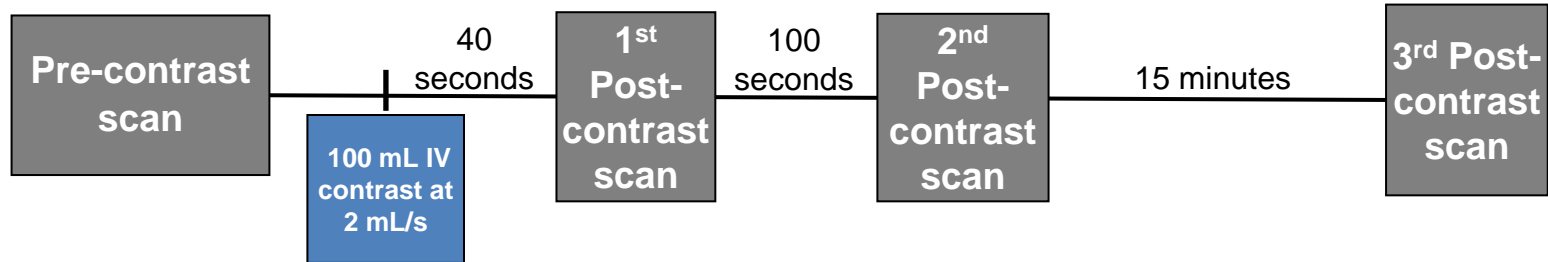 Pre-contrast
scan
100 mL IV
contrast at
2 mL/s
40
seconds
1st
Post-
contrast
scan
100
seconds
2nd
Post-
contrast
scan
15 minutes
3rd Post-
contrast
scan